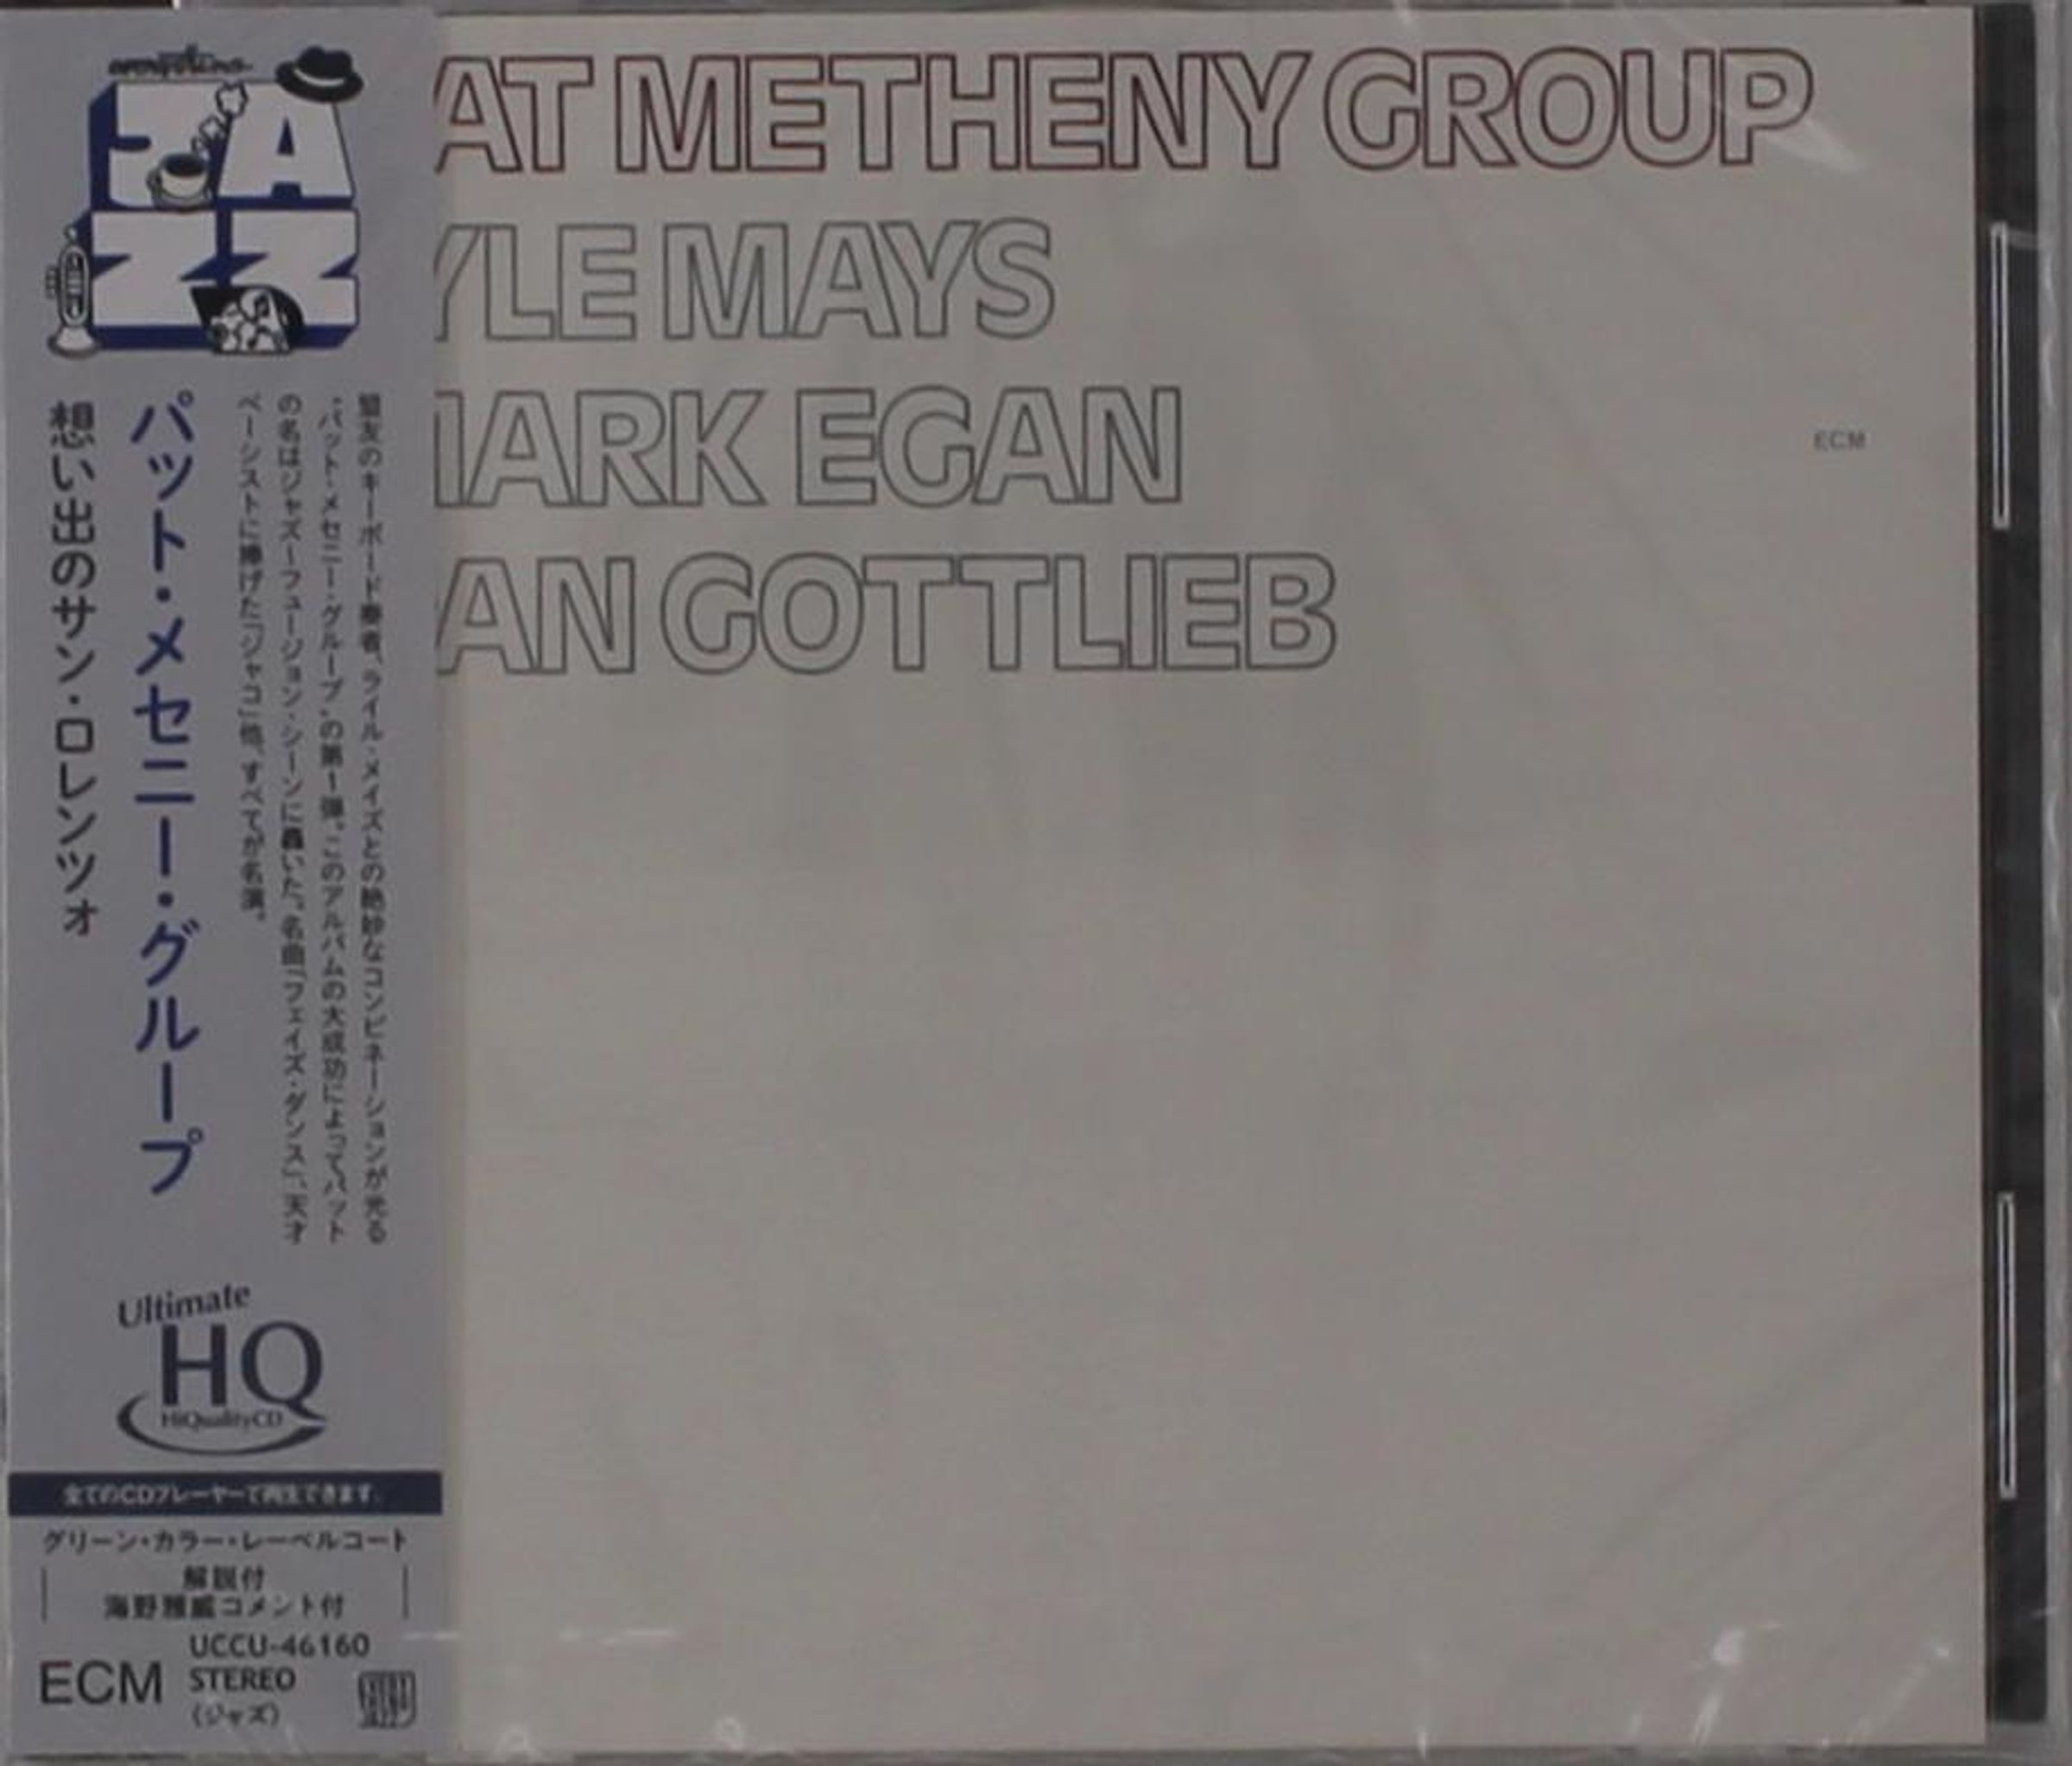 JAZZ
盟友のキーボード奏者、ライル・メイズとの絶妙なコンビネーションが光る
“パット・メセニー・グループ”の第1弾。このアルバムの大成功によってパット
の名はジャズ～フュージョン・シーンに轟いた。名曲「フェイズ・ダンス」、天才
ベーシストに捧げた「ジャコ」他、すべてが名演。
パット・メセニー・グループ
想い出のサン・ロレンツォ
Ultimate
HQ
HiQualityCD
全てのCDプレーヤーで再生できます。
グリーン・カラー・レーベルコート
解説付
海野雅威コメント付
UCCU-46160
ECM
STEREO
(ジャズ)
AT METHENY GROUP
YLE MAYS
MARK EGAN
AN GOTTLIEB
ECM